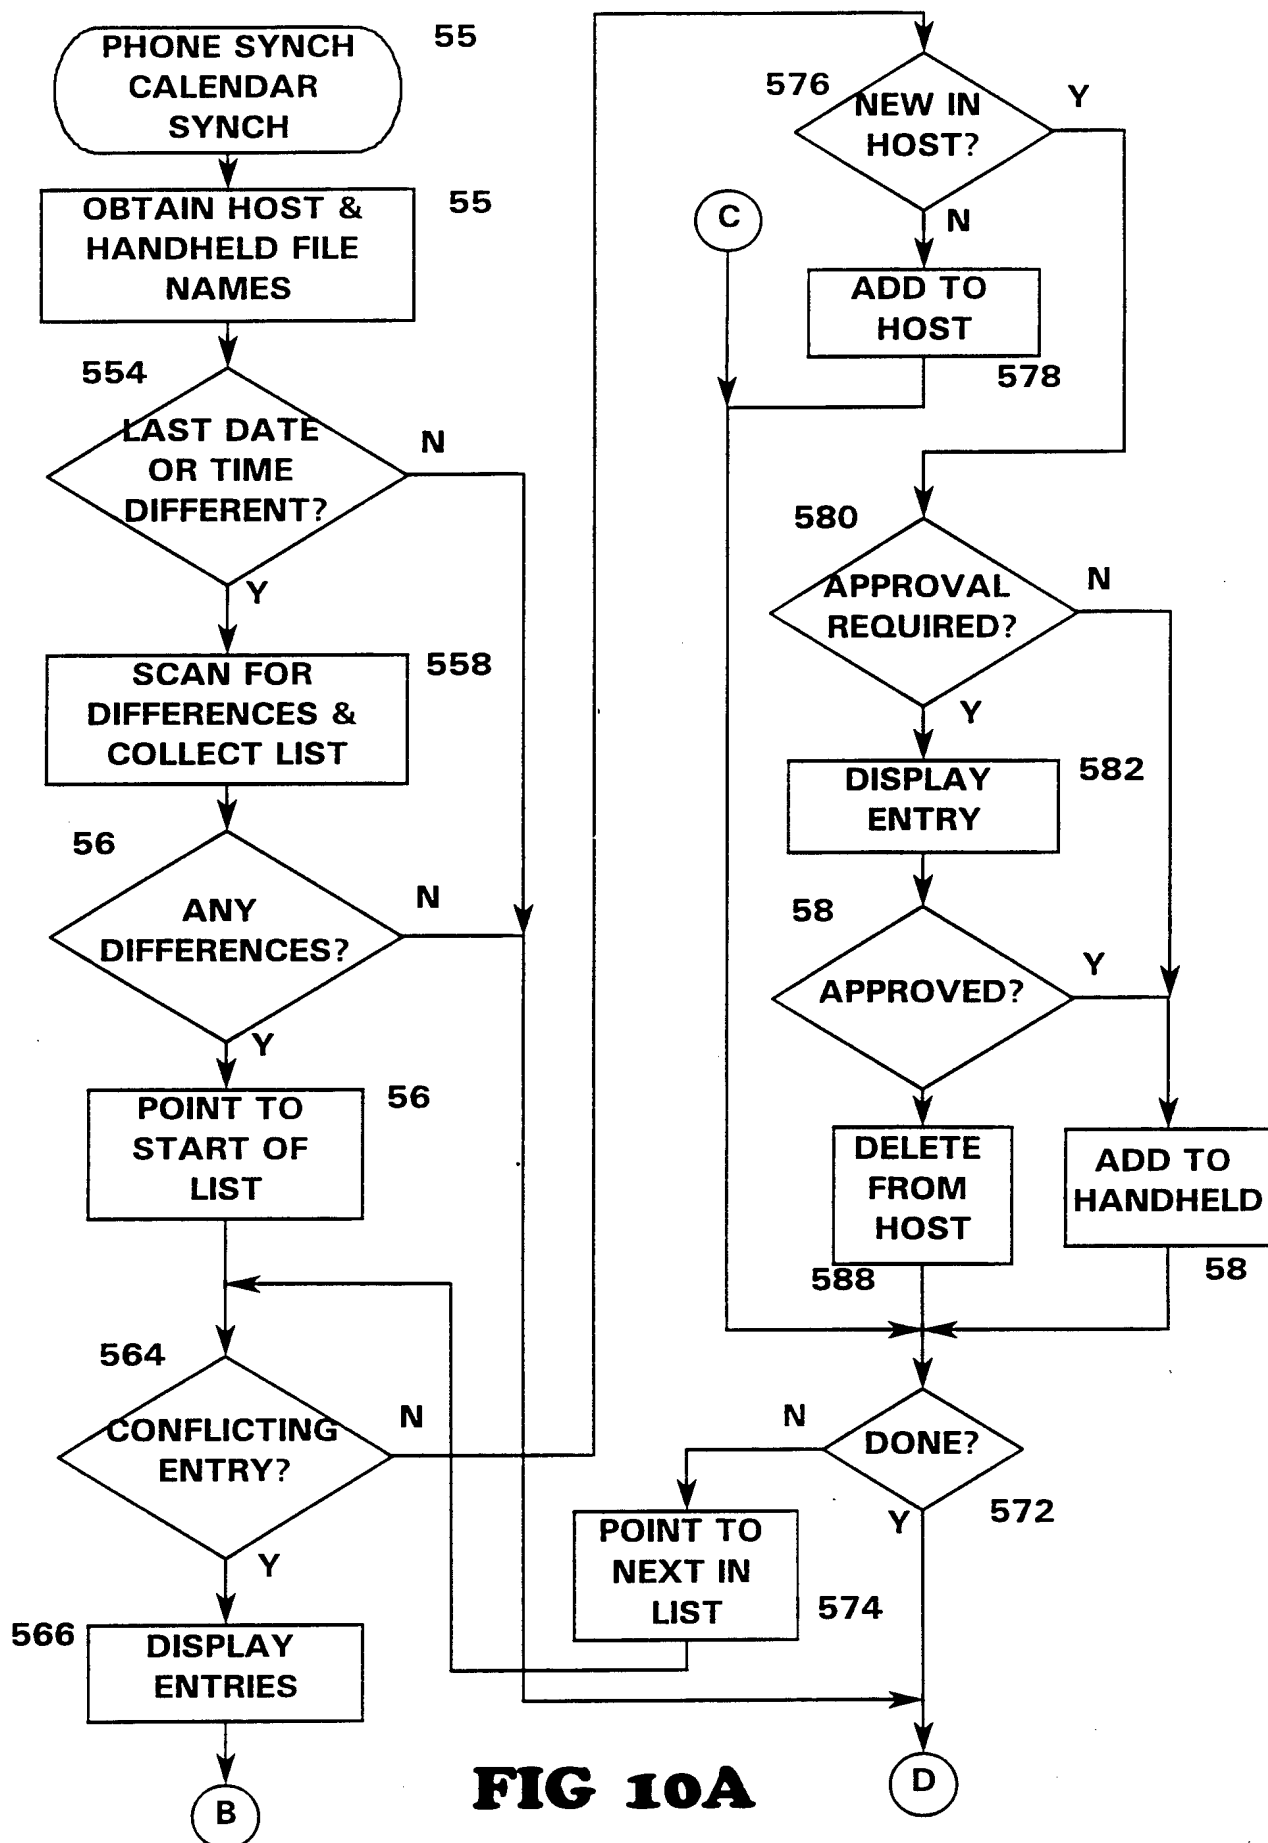 PHONE SYNCH
CALENDAR
SYNCH
55
OBTAIN HOST &
HANDHELD FILE
NAMES
55
554
LAST DATE
OR TIME
DIFFERENT?
N
Y
SCAN FOR
DIFFERENCES &
COLLECT LIST
558
56
ANY
DIFFERENCES?
N
Y
POINT TO
START OF
LIST
56
564
CONFLICTING
ENTRY?
N
Y
566
DISPLAY
ENTRIES
B
576
NEW IN
HOST?
Y
N
C
ADD TO
HOST
578
580
APPROVAL
REQUIRED?
N
Y
DISPLAY
ENTRY
582
58
APPROVED?
Y
DELETE
FROM
HOST
588
ADD TO
HANDHELD
58
DONE?
N
Y
572
POINT TO
NEXT IN
LIST
574
D
FIG 10A